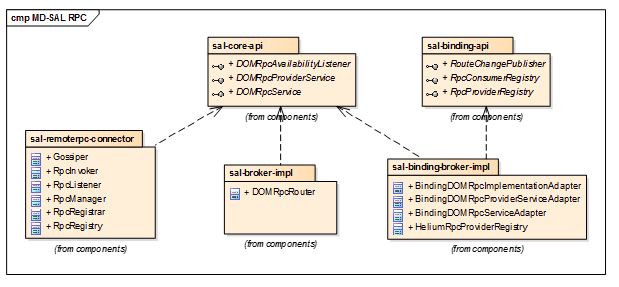 cmp MD-SAL RPC
sal-core-api
+ DOMRpcAvailabilityListener
+ DOMRpcProviderService
+ DOMRpcService
(from components)
sal-binding-api
+ RouteChangePublisher
+ RpcConsumerRegistry
+ RpcProviderRegistry
(from components)
sal-remoterpc-connector
+ Gossiper
+ RpcInvoker
+ RpcListener
+ RpcManager
+ RpcRegistrar
+ RpcRegistry
(from components)
sal-broker-impl
+ DOMRpcRouter
(from components)
sal-binding-broker-impl
+ BindingDOMRpcImplementationAdapter
+ BindingDOMRpcProviderServiceAdapter
+ BindingDOMRpcServiceAdapter
+ HeliumRpcProviderRegistry
(from components)